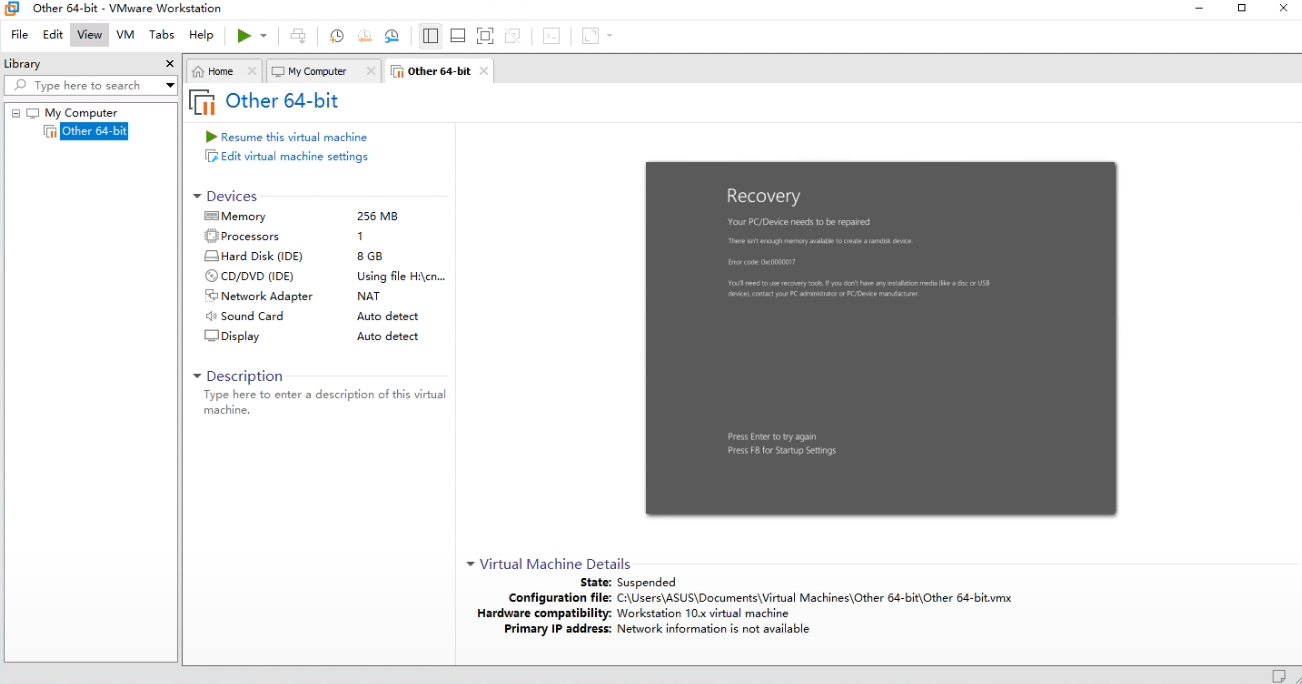 Other 64-bit - VMware Workstation
File Edit View VM Tabs Help
Library
Type here to search
My Computer
Other 64-bit
Home
My Computer
Other 64-bit
Other 64-bit
Resume this virtual machine
Edit virtual machine settings
Devices
Memory 256 MB
Processors 1
Hard Disk (IDE) 8 GB
CD/DVD (IDE) Using file H:\cn...
Network Adapter NAT
Sound Card Auto detect
Display Auto detect
Description
Type here to enter a description of this virtual
machine.
Recovery
Your PC/Device needs to be repaired
There isn't enough memory available to create a ramdisk device.
Error code: 0xc0000017
You'll need to use recovery tools. If you don't have any installation media (like a disc or USB
device), contact your PC administrator or PC/Device manufacturer.
Press Enter to try again
Press F8 for Startup Settings
Virtual Machine Details
State: Suspended
Configuration file: C:\Users\ASUS\Documents\Virtual Machines\Other 64-bit\Other 64-bit.vmx
Hardware compatibility: Workstation 10.x virtual machine
Primary IP address: Network information is not available